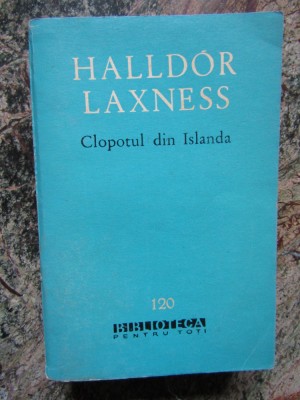 HALLDÓR
LAXNESS
Clopotul din Islanda
120
BIBLIOTECA
PENTRU TOȚI